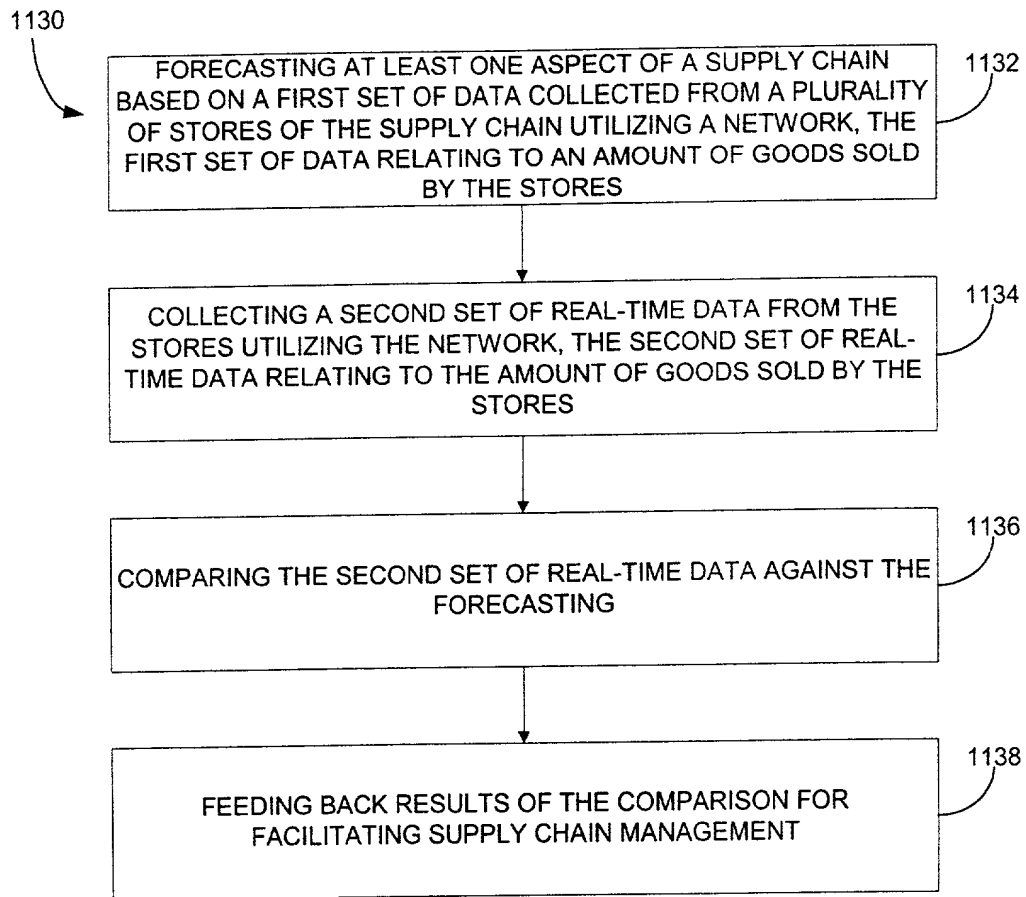 1130
FORECASTING AT LEAST ONE ASPECT OF A SUPPLY CHAIN
BASED ON A FIRST SET OF DATA COLLECTED FROM A PLURALITY
OF STORES OF THE SUPPLY CHAIN UTILIZING A NETWORK, THE
FIRST SET OF DATA RELATING TO AN AMOUNT OF GOODS SOLD
BY THE STORES
1132
COLLECTING A SECOND SET OF REAL-TIME DATA FROM THE
STORES UTILIZING THE NETWORK, THE SECOND SET OF REAL-
TIME DATA RELATING TO THE AMOUNT OF GOODS SOLD BY THE
STORES
1134
COMPARING THE SECOND SET OF REAL-TIME DATA AGAINST THE
FORECASTING
1136
FEEDING BACK RESULTS OF THE COMPARISON FOR
FACILITATING SUPPLY CHAIN MANAGEMENT
1138